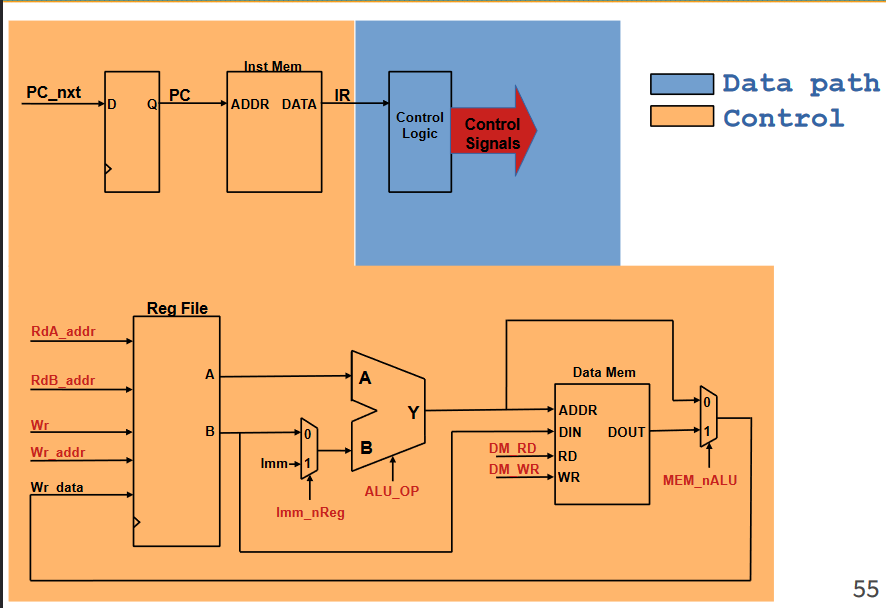 Data path
Control
Inst Mem
PC_nxt
D
Q
PC
ADDR
DATA
IR
Control
Logic
Control
Signals
Reg File
RdA_addr
RdB_addr
Wr
Wr_addr
Wr_data
A
B
0
1
Imm
Imm_nReg
A
B
Y
ALU_OP
Data Mem
ADDR
DIN
DOUT
RD
WR
DM_RD
DM_WR
0
1
MEM_nALU
55